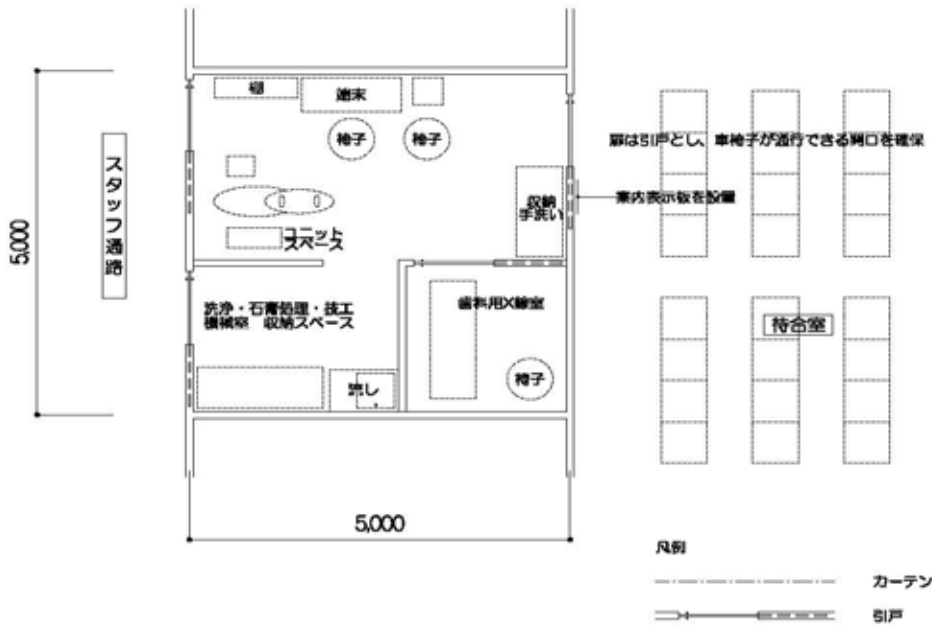 棚
端末
椅子
椅子
扉は引戸とし、車椅子が通行できる開口を確保
スタッフ通路
収納
手洗い
案内表示板を設置
5,000
ユニット
スペース
洗浄・石膏処理・技工
機械室 収納スペース
歯科用X線室
待合室
流し
椅子
5,000
凡例
カーテン
引戸